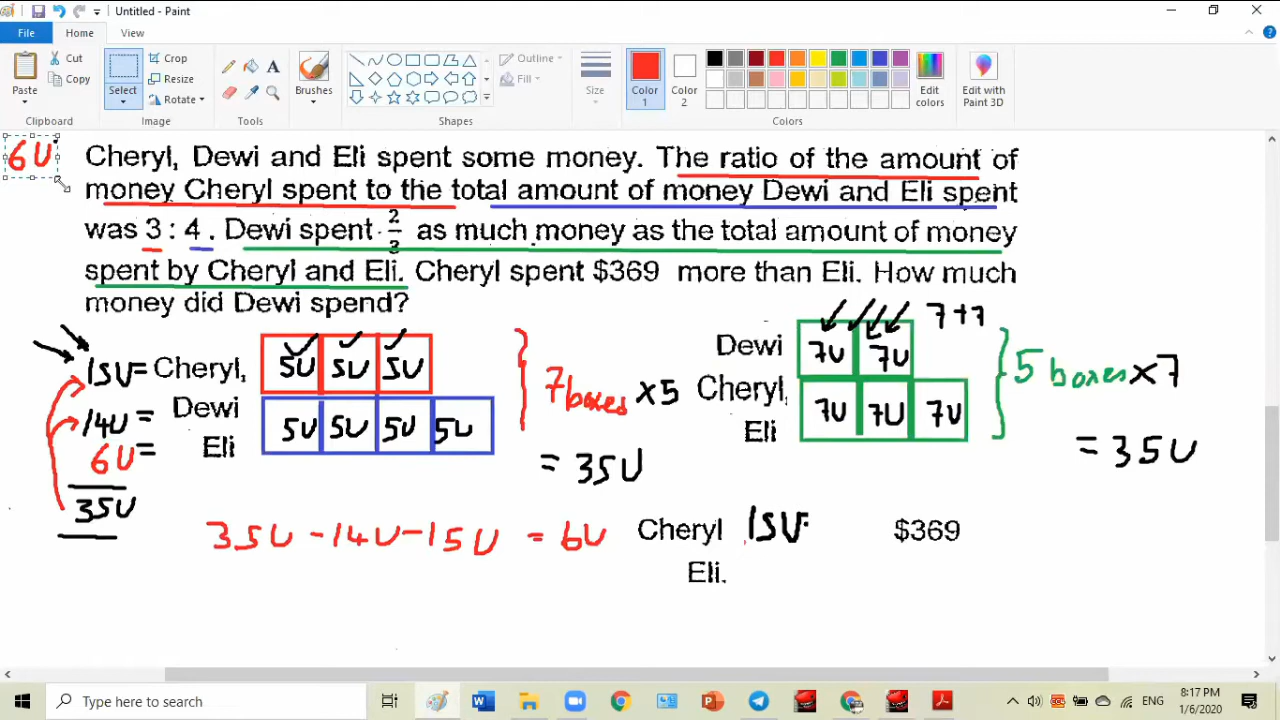 Untitled - Paint
File Home View
Paste
Cut
Copy
Clipboard
Select
Crop
Resize
Rotate
Image
A
Tools
Brushes
Outline
Fill
Shapes
Size
Color 1
Color 2
Edit colors
Colors
Edit with Paint 3D
6U
Cheryl, Dewi and Eli spent some money. The ratio of the amount of
money Cheryl spent to the total amount of money Dewi and Eli spent
was 3 : 4 . Dewi spent 2/3 as much money as the total amount of money
spent by Cheryl and Eli. Cheryl spent $369 more than Eli. How much
money did Dewi spend?
15U= Cheryl, 5U 5U 5U
14U = Dewi
6U= Eli 5U 5U 5U 5U
35U
7 boxes x5
= 35U
7+7
Dewi 7U 7U
Cheryl,
Eli 7U 7U 7U
5 boxes x7
= 35U
35U - 14U - 15U = 6U
Cheryl 15U= $369
Eli.
Type here to search
ENG
8:17 PM
1/6/2020